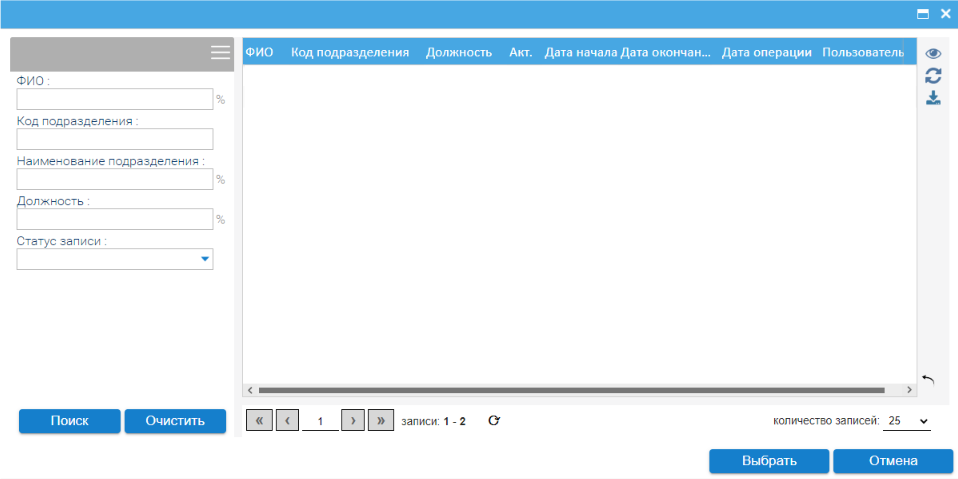 ФИО Код подразделения Должность Акт. Дата начала Дата окончан... Дата операции Пользователь
ФИО :
%
Код подразделения :
Наименование подразделения :
%
Должность :
%
Статус записи :
Поиск Очистить
« ‹ 1 › » записи: 1 - 2 количество записей: 25
Выбрать Отмена